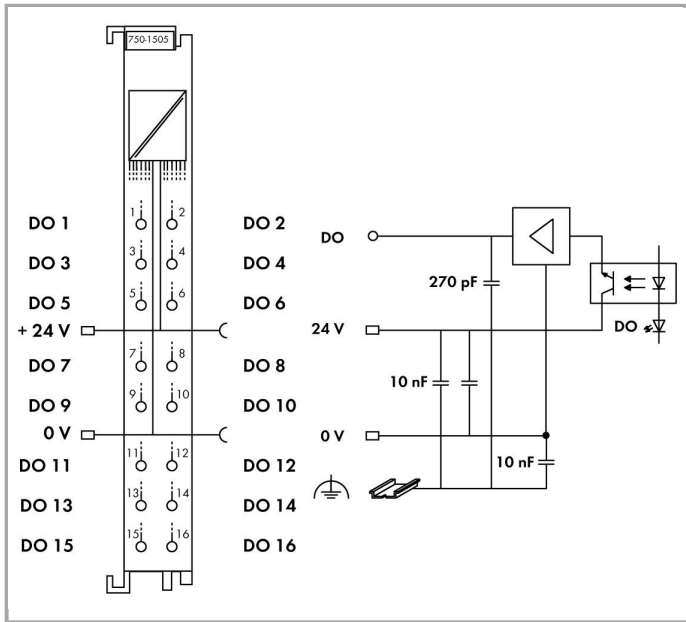 750-1505
1 2
DO 1 DO 2
3 4
DO 3 DO 4
5 6
DO 5 DO 6
+ 24 V
7 8
DO 7 DO 8
9 10
DO 9 DO 10
0 V
11 12
DO 11 DO 12
13 14
DO 13 DO 14
15 16
DO 15 DO 16
DO
270 pF
24 V
DO
10 nF
0 V
10 nF